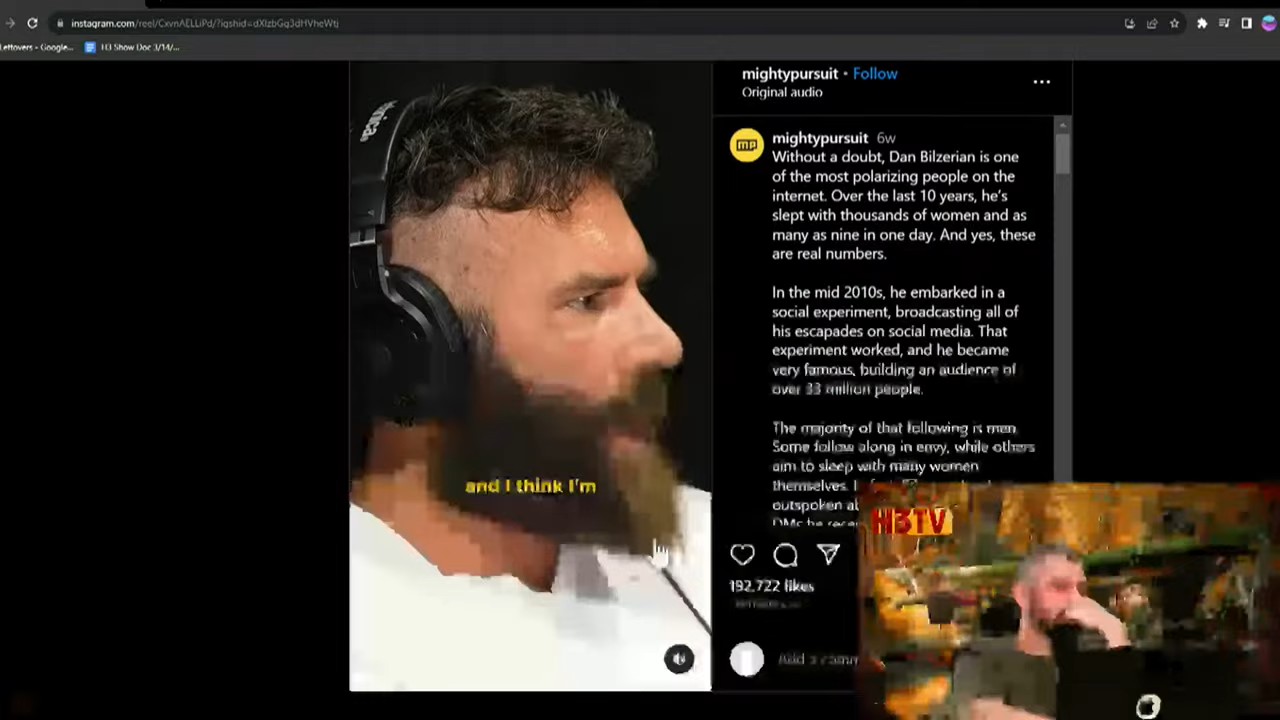 instagram.com/reel/CxvnAELLiPd/?igshid=dXlzbGg3dHVheWtj
Leftovers - Google...
H3 Show Doc 3/14/...
mightypursuit • Follow
Original audio
mightypursuit 6w
Without a doubt, Dan Bilzerian is one
of the most polarizing people on the
internet. Over the last 10 years, he's
slept with thousands of women and as
many as nine in one day. And yes, these
are real numbers.
In the mid 2010s, he embarked in a
social experiment, broadcasting all of
his escapades on social media. That
experiment worked, and he became
very famous, building an audience of
over 33 million people.
The majority of that following is men.
Some follow along in envy, while others
aim to sleep with many women
themselves.
outspoken
and I think I'm
H3TV
192,722 likes
Add a comm